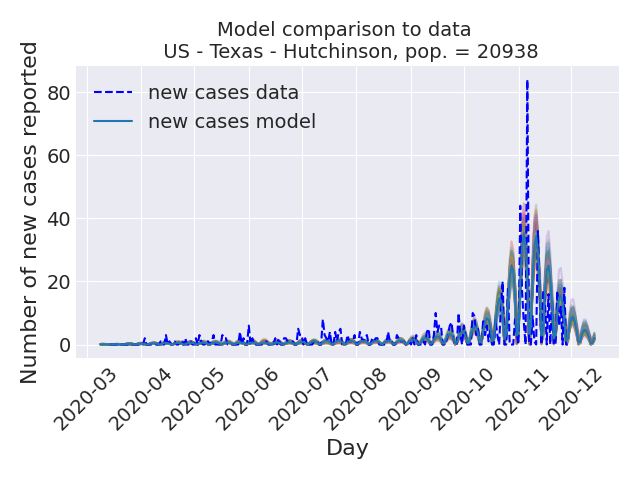 Model comparison to data
US - Texas - Hutchinson, pop. = 20938
Number of new cases reported
80
60
40
20
0
new cases data
new cases model
2020-03
2020-04
2020-05
2020-06
2020-07
2020-08
2020-09
2020-10
2020-11
2020-12
Day